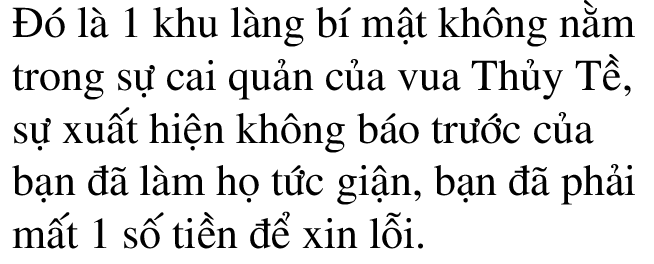 Đó là 1 khu làng bí mật không nằm
trong sự cai quản của vua Thủy Tề,
sự xuất hiện không báo trước của
bạn đã làm họ tức giận, bạn đã phải
mất 1 số tiền để xin lỗi.